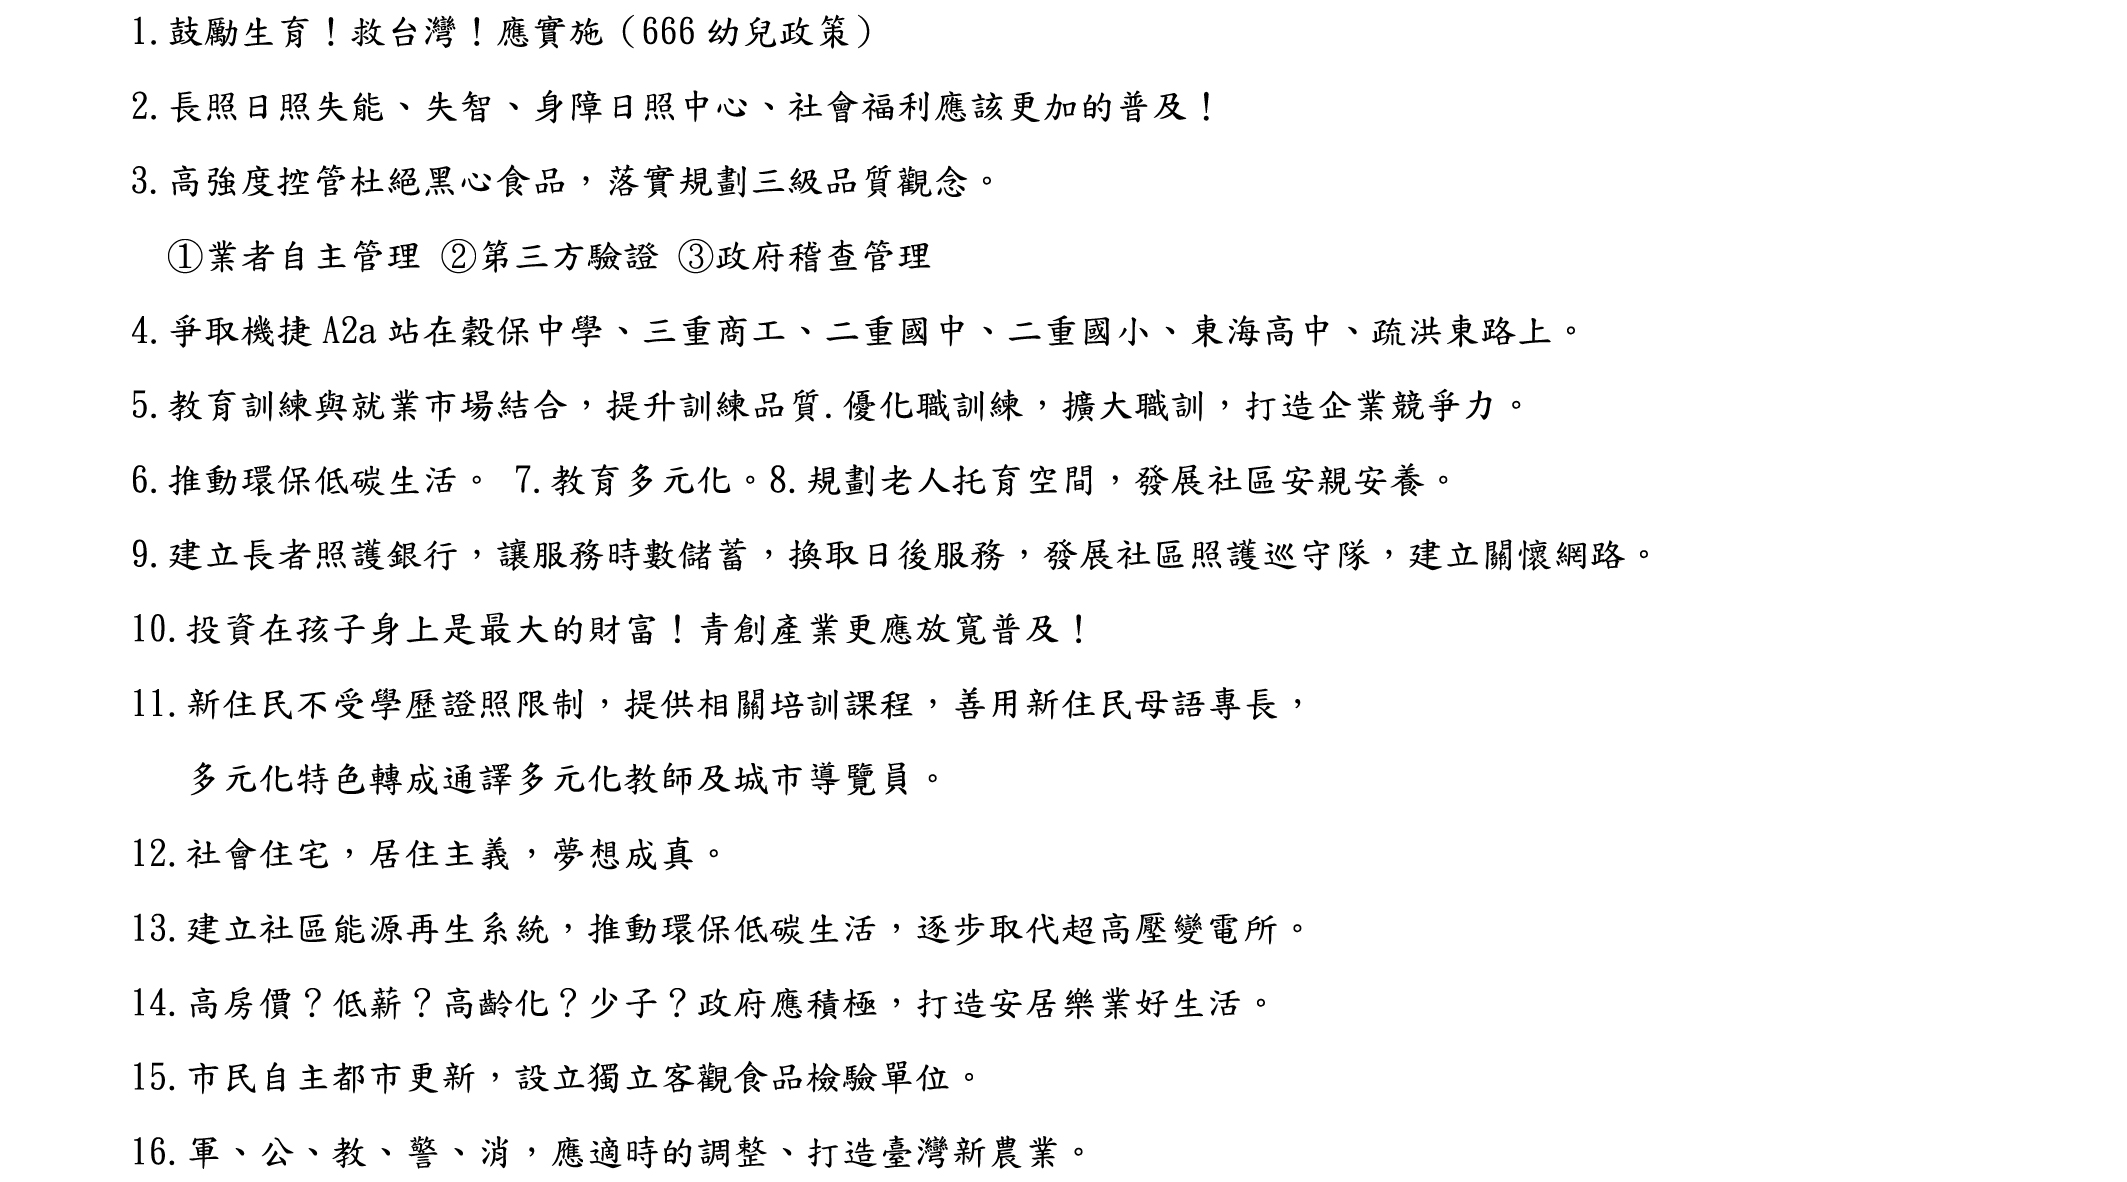 1.鼓勵生育！救台灣！應實施（666幼兒政策）
2.長照日照失能、失智、身障日照中心、社會福利應該更加的普及！
3.高強度控管杜絕黑心食品，落實規劃三級品質觀念。
①業者自主管理 ②第三方驗證 ③政府稽查管理
4.爭取機捷A2a站在穀保中學、三重商工、二重國中、二重國小、東海高中、疏洪東路上。
5.教育訓練與就業市場結合，提升訓練品質.優化職訓練，擴大職訓，打造企業競爭力。
6.推動環保低碳生活。 7.教育多元化。8.規劃老人托育空間，發展社區安親安養。
9.建立長者照護銀行，讓服務時數儲蓄，換取日後服務，發展社區照護巡守隊，建立關懷網路。
10.投資在孩子身上是最大的財富！青創產業更應放寬普及！
11.新住民不受學歷證照限制，提供相關培訓課程，善用新住民母語專長，
多元化特色轉成通譯多元化教師及城市導覽員。
12.社會住宅，居住主義，夢想成真。
13.建立社區能源再生系統，推動環保低碳生活，逐步取代超高壓變電所。
14.高房價？低薪？高齡化？少子？政府應積極，打造安居樂業好生活。
15.市民自主都市更新，設立獨立客觀食品檢驗單位。
16.軍、公、教、警、消，應適時的調整、打造臺灣新農業。